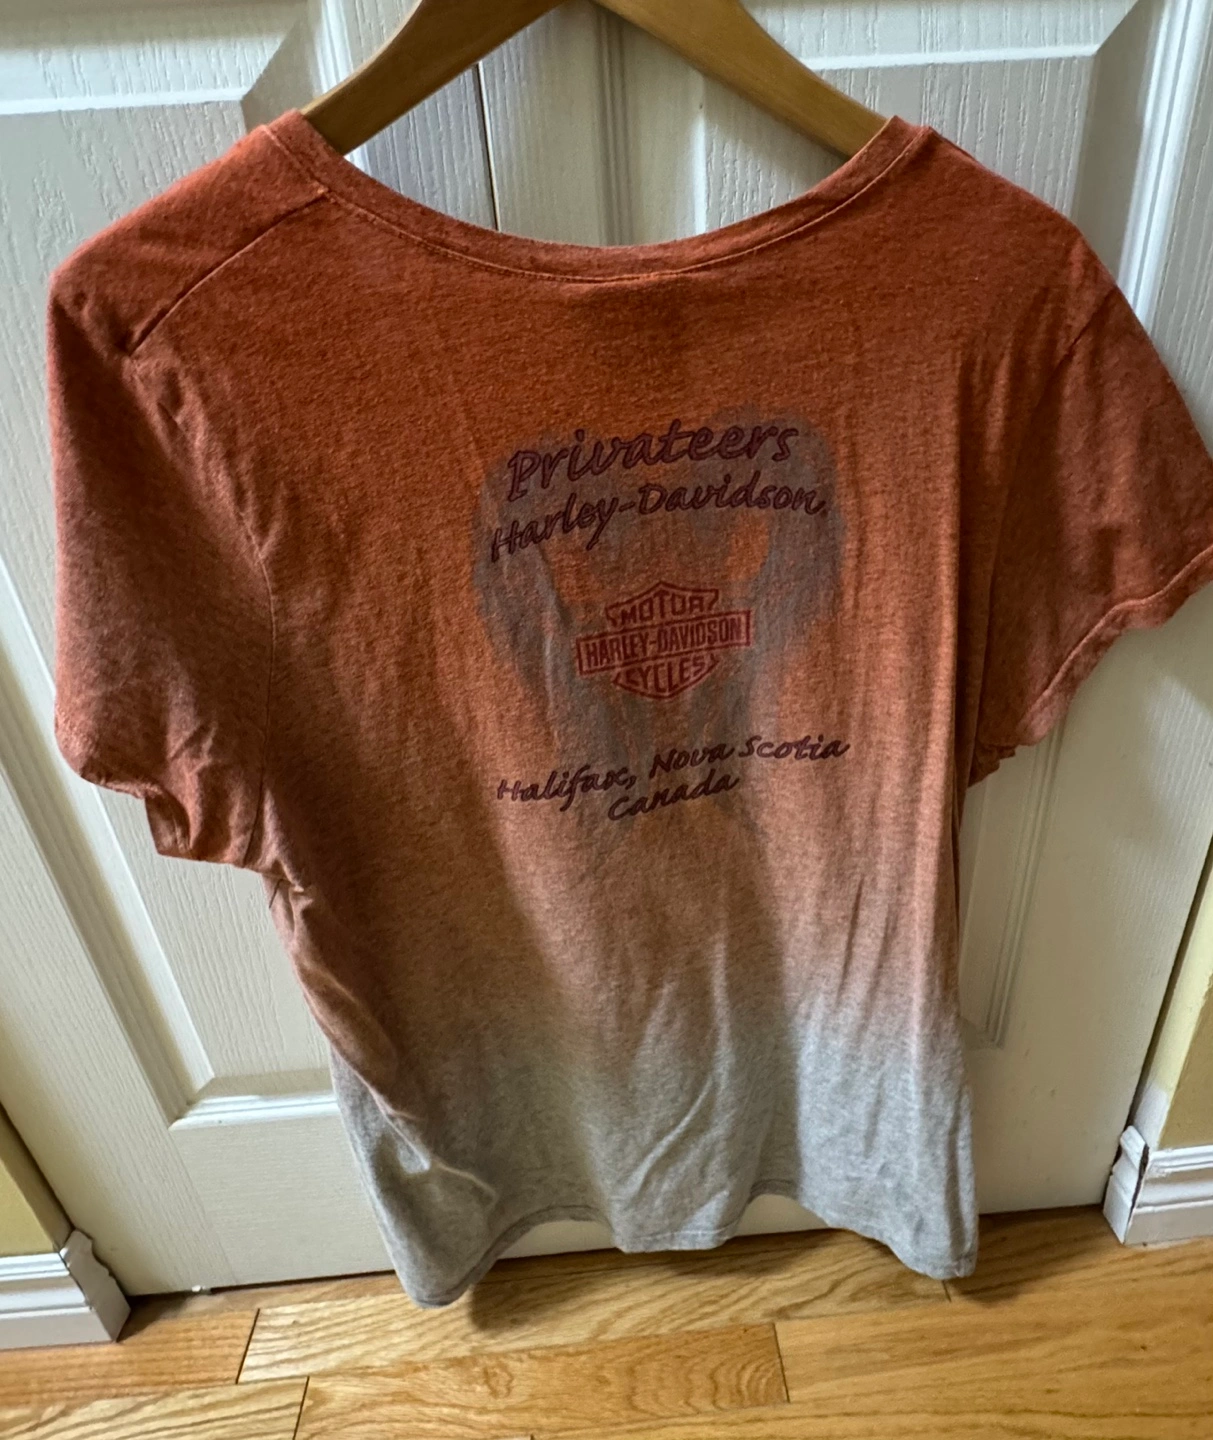 Privateers
Harley-Davidson
MOTOR
HARLEY-DAVIDSON
CYCLES
Halifax, Nova Scotia
Canada